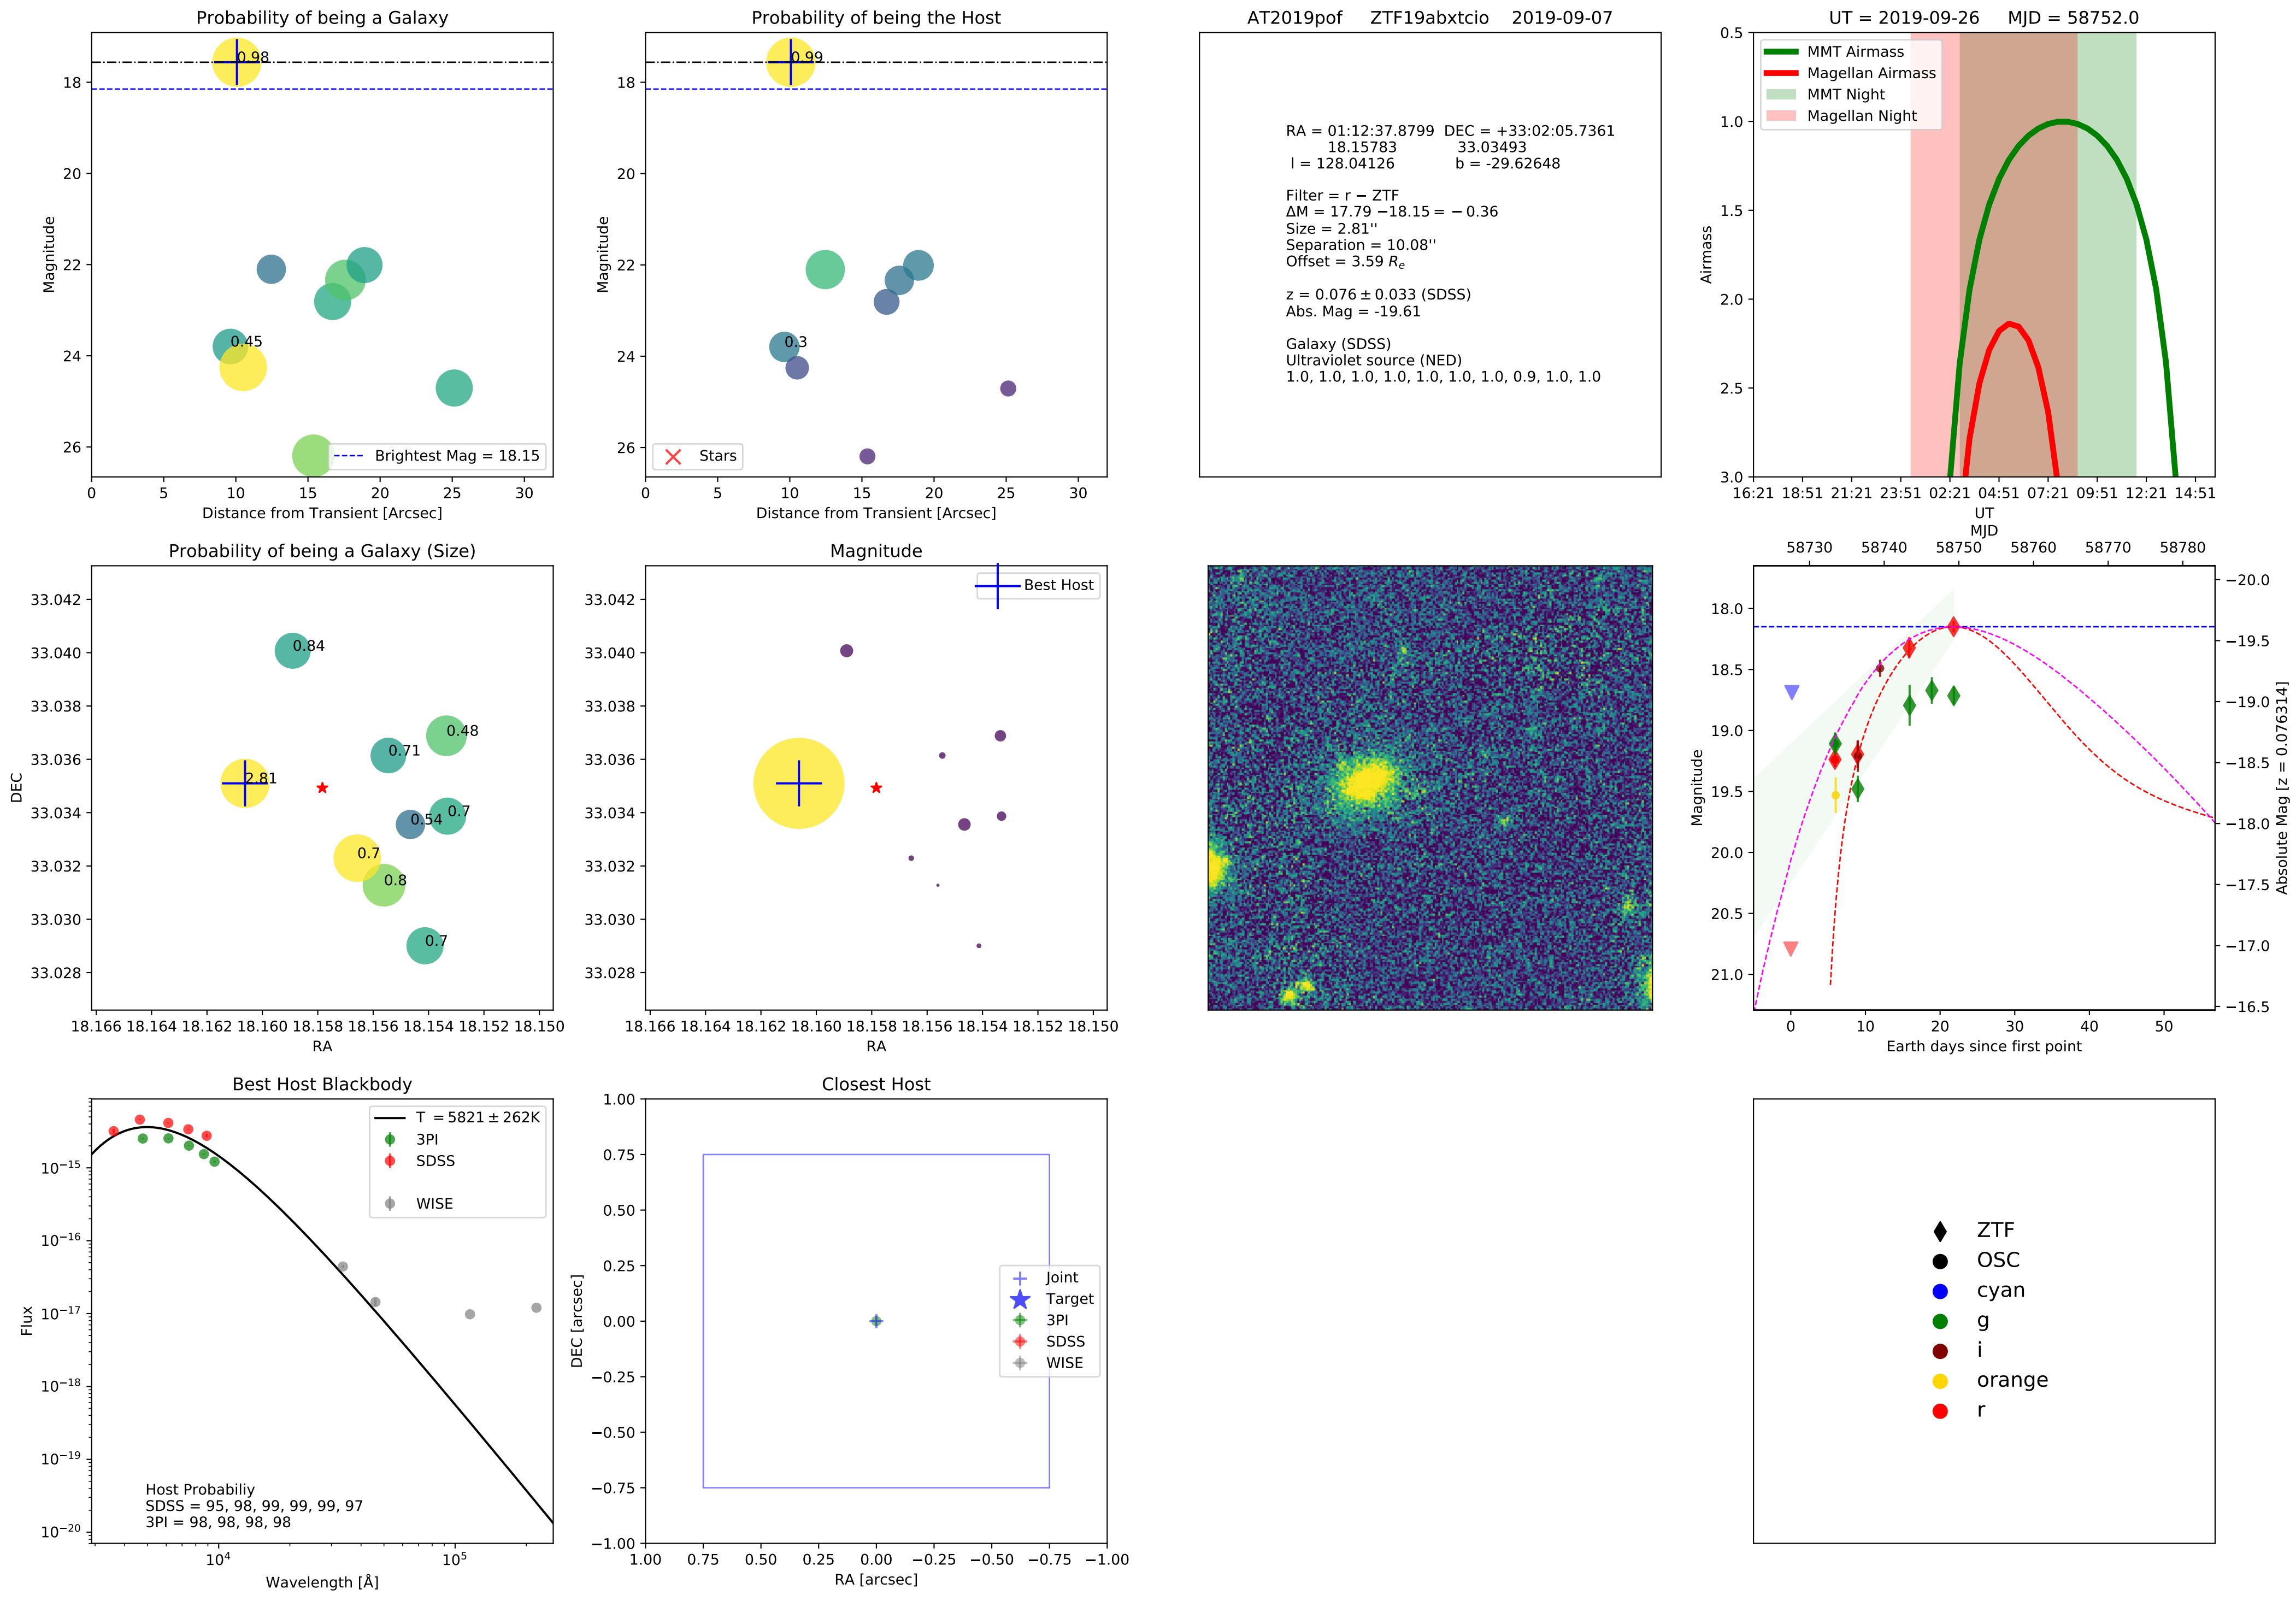 Probability of being a Galaxy
0.98
18
20
22
24
26
Magnitude
0.45
Brightest Mag = 18.15
0 5 10 15 20 25 30
Distance from Transient [Arcsec]
Probability of being the Host
0.99
18
20
22
24
26
Magnitude
0.3
Stars
0 5 10 15 20 25 30
Distance from Transient [Arcsec]
AT2019pof ZTF19abxtcio 2019-09-07
RA = 01:12:37.8799 DEC = +33:02:05.7361
18.15783 33.03493
l = 128.04126 b = -29.62648
Filter = r − ZTF
ΔM = 17.79 −18.15 = −0.36
Size = 2.81''
Separation = 10.08''
Offset = 3.59 Re
z = 0.076 ± 0.033 (SDSS)
Abs. Mag = -19.61
Galaxy (SDSS)
Ultraviolet source (NED)
1.0, 1.0, 1.0, 1.0, 1.0, 1.0, 1.0, 0.9, 1.0, 1.0
UT = 2019-09-26 MJD = 58752.0
MMT Airmass
Magellan Airmass
MMT Night
Magellan Night
0.5
1.0
1.5
2.0
2.5
3.0
Airmass
16:21 18:51 21:21 23:51 02:21 04:51 07:21 09:51 12:21 14:51
UT
Probability of being a Galaxy (Size)
33.042
33.040
33.038
33.036
33.034
33.032
33.030
33.028
DEC
0.84
0.48
0.71
2.81
0.7
0.54
0.7
0.8
0.7
18.166 18.164 18.162 18.160 18.158 18.156 18.154 18.152 18.150
RA
Magnitude
Best Host
33.042
33.040
33.038
33.036
33.034
33.032
33.030
33.028
18.166 18.164 18.162 18.160 18.158 18.156 18.154 18.152 18.150
RA
MJD
58730 58740 58750 58760 58770 58780
18.0
18.5
19.0
19.5
20.0
20.5
21.0
Magnitude
−20.0
−19.5
−19.0
−18.5
−18.0
−17.5
−17.0
−16.5
Absolute Mag [z = 0.076314]
0 10 20 30 40 50
Earth days since first point
Best Host Blackbody
T = 5821 ± 262K
3PI
SDSS
WISE
10−15
10−16
10−17
10−18
10−19
10−20
Flux
Host Probabiliy
SDSS = 95, 98, 99, 99, 99, 97
3PI = 98, 98, 98, 98
104 105
Wavelength [Å]
Closest Host
1.00
0.75
0.50
0.25
0.00
−0.25
−0.50
−0.75
−1.00
DEC [arcsec]
Joint
Target
3PI
SDSS
WISE
1.00 0.75 0.50 0.25 0.00 −0.25 −0.50 −0.75 −1.00
RA [arcsec]
ZTF
OSC
cyan
g
i
orange
r